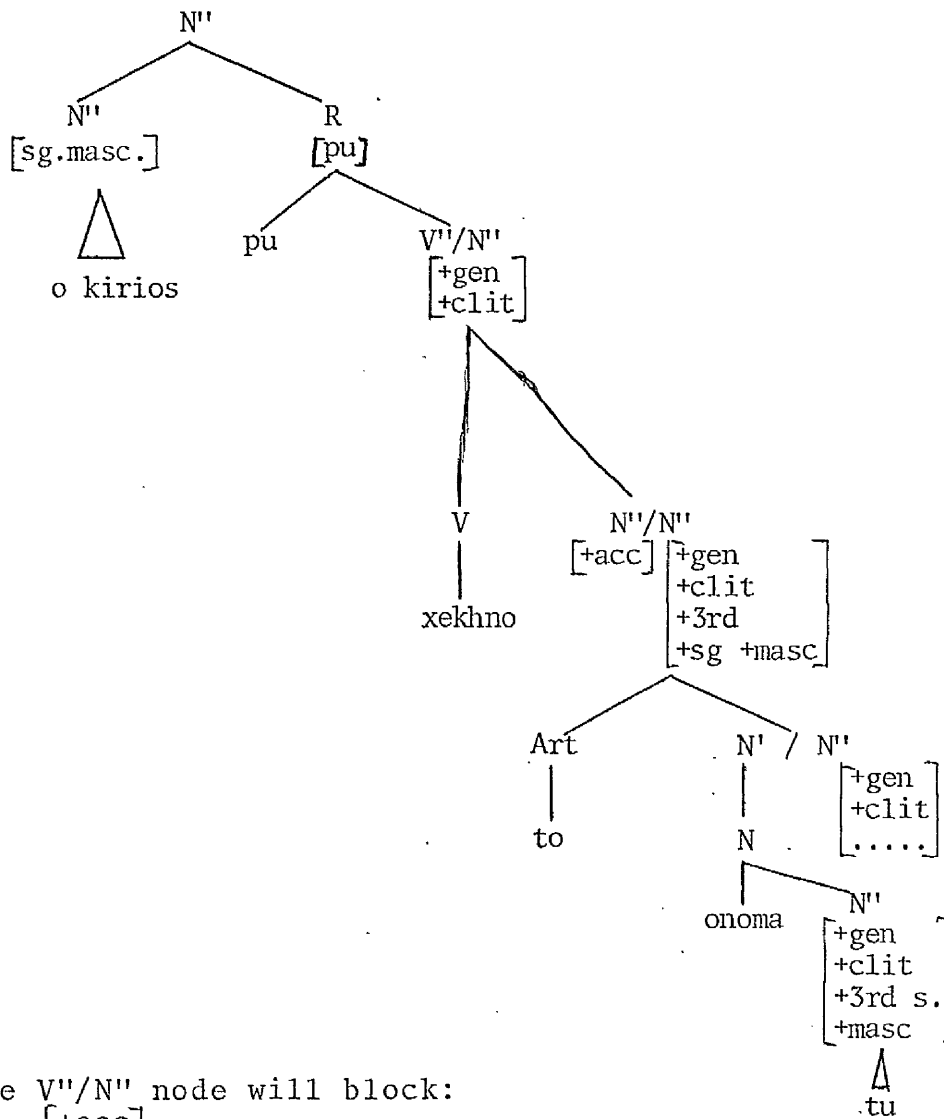 N"
N" R
[sg.masc.] [pu]
o kirios
pu V"/N"
[+gen
+clit]
V N"/N"
[+acc] [+gen
+clit
+3rd
+sg +masc]
xekhno
Art N' / N"
[+gen
+clit
.....]
to N
onoma N"
[+gen
+clit
+3rd s.
+masc
tu
e V"/N" node will block:
[+acc]